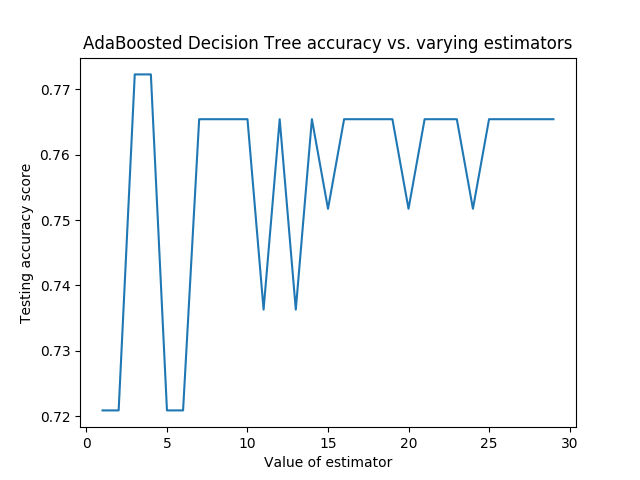 AdaBoosted Decision Tree accuracy vs. varying estimators
0.77
0.76
0.75
0.74
0.73
0.72
Testing accuracy score
0 5 10 15 20 25 30
Value of estimator